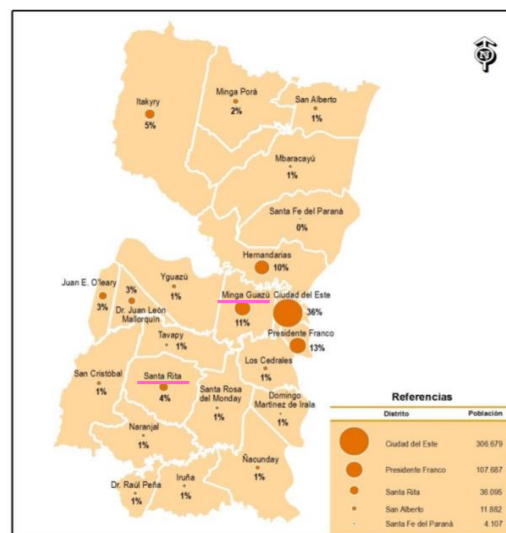 N
Itakyry
5%
Minga Porá
2%
San Alberto
1%
Mbaracayú
1%
Santa Fe del Paraná
0%
Hernandarias
10%
Juan E. O'leary
3%
3%
Dr. Juan León
Mallorquín
Yguazú
1%
Minga Guazú
11%
Ciudad del Este
36%
Presidente Franco
13%
Tavapy
1%
Los Cedrales
1%
San Cristóbal
1%
Santa Rita
4%
Santa Rosa
del Monday
1%
Domingo
Martínez de Irala
1%
Naranjal
1%
Ñacunday
1%
Dr. Raúl Peña
1%
Iruña
1%
Referencias
Distrito Población
Ciudad del Este 306.679
Presidente Franco 107.687
Santa Rita 36.095
San Alberto 11.882
Santa Fe del Paraná 4.107